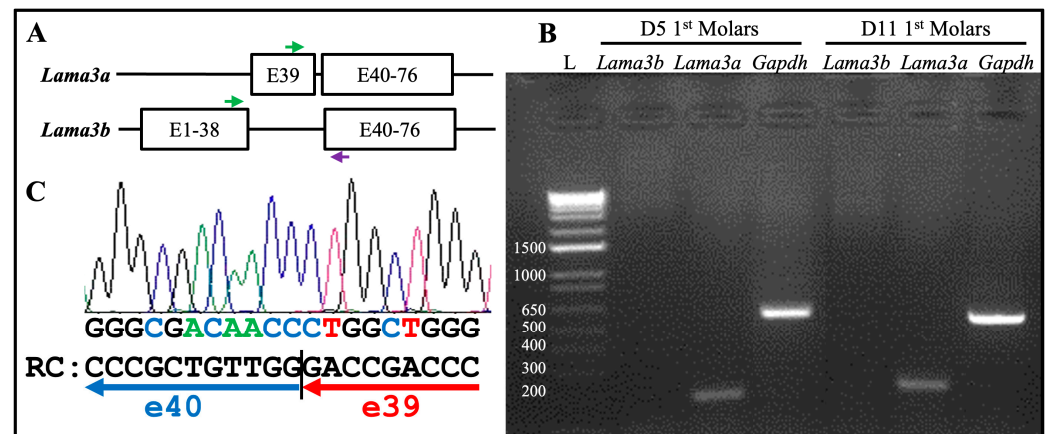 A
Lama3a E39 E40-76
Lama3b E1-38 E40-76
B
D5 1st Molars D11 1st Molars
L Lama3b Lama3a Gapdh Lama3b Lama3a Gapdh
1500
1000
650
500
400
300
200
C
GGGCGACAACCCTGGCTGGG
RC:CCCGCTGTTGGGACCGACCC
e40 e39